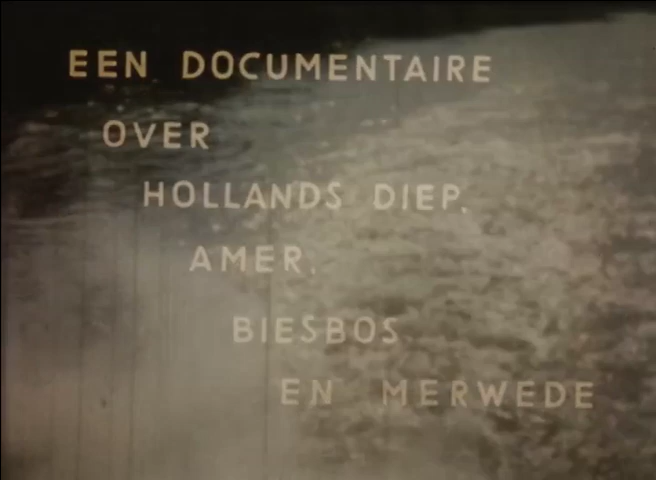 EEN DOCUMENTAIRE
OVER
HOLLANDS DIEP,
AMER,
BIESBOS
EN MERWEDE